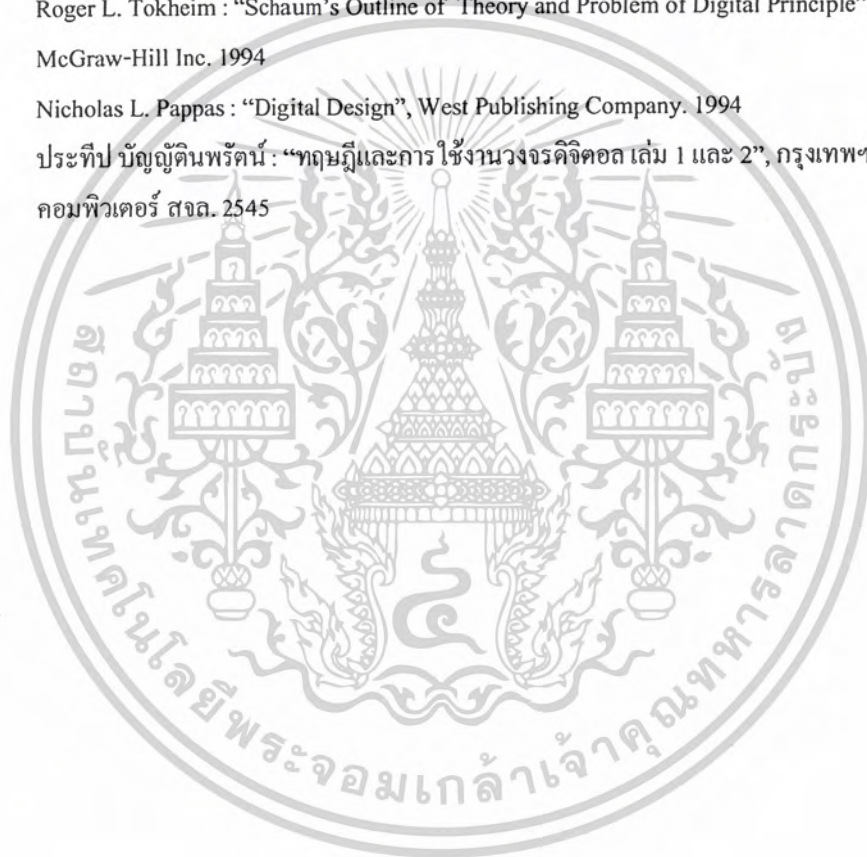 Roger L. Tokheim : “Schaum’s Outline of Theory and Problem of Digital Principle”
McGraw-Hill Inc. 1994
Nicholas L. Pappas : “Digital Design”, West Publishing Company. 1994
ประทีป บัญญัตินพรัตน์ : “ทฤษฎีและการใช้งานวงจรดิจิตอล เล่ม 1 และ 2”, กรุงเทพฯ
คอมพิวเตอร์ สจล. 2545
สถาบันเทคโนโลยีพระจอมเกล้าเจ้าคุณทหารลาดกระบัง
๔